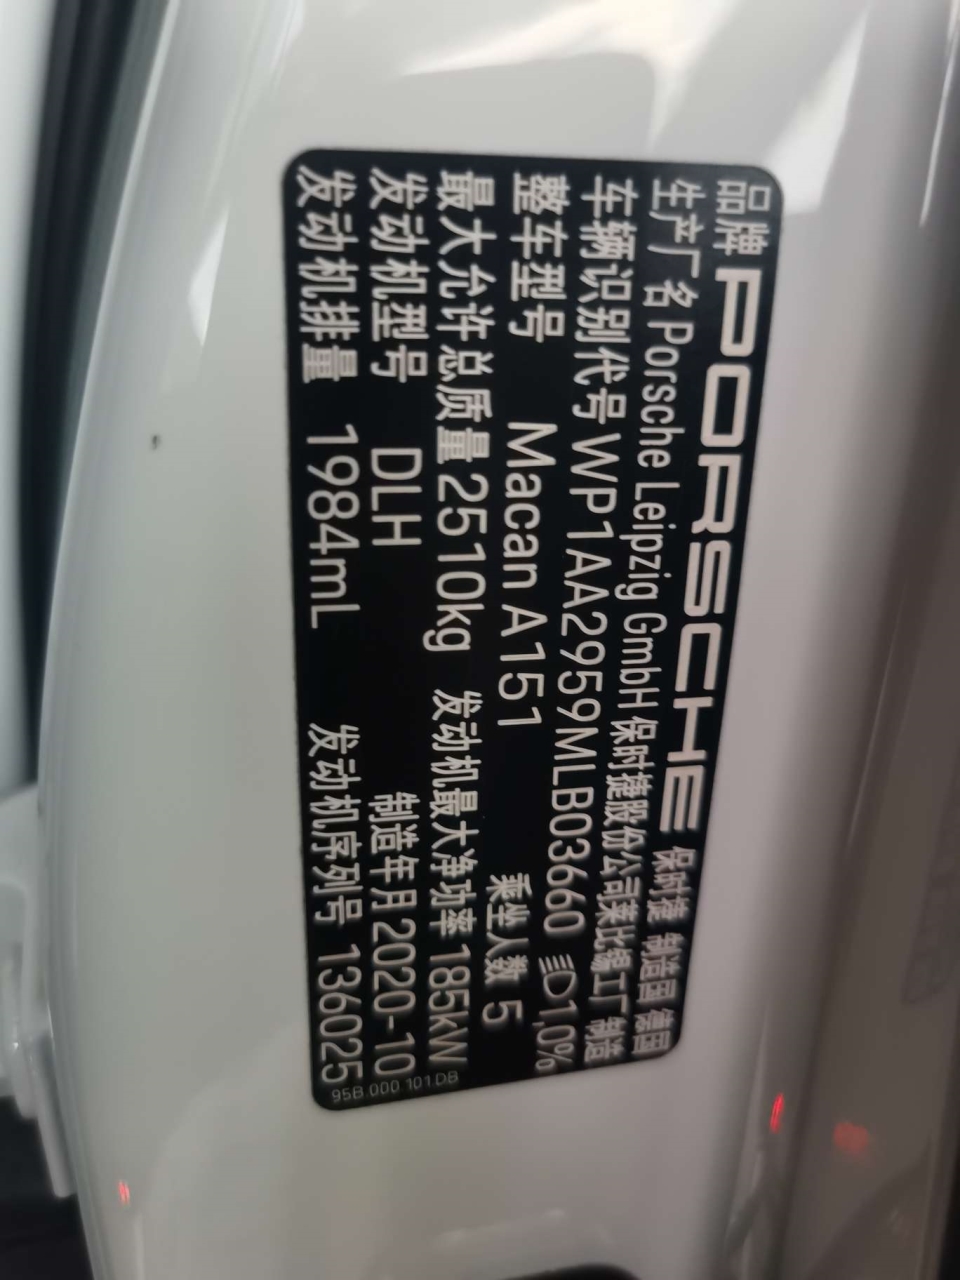 品牌 PORSCHE 保时捷 制造国 德国
生产厂名 Porsche Leipzig GmbH 保时捷股份公司莱比锡工厂 制造
车辆识别代号 WP1AA2959MLB03660 1,0%
整车型号 Macan A151 乘坐人数 5
最大允许总质量 2510kg 发动机最大净功率 185kW
发动机型号 DLH 制造年月 2020-10
发动机排量 1984mL 发动机序列号 136025
95B.000 101.DB